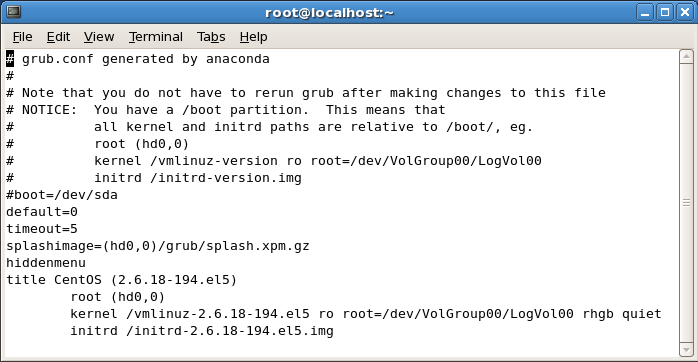 root@localhost:~
File Edit View Terminal Tabs Help
# grub.conf generated by anaconda
#
# Note that you do not have to rerun grub after making changes to this file
# NOTICE:  You have a /boot partition.  This means that
#          all kernel and initrd paths are relative to /boot/, eg.
#          root (hd0,0)
#          kernel /vmlinuz-version ro root=/dev/VolGroup00/LogVol00
#          initrd /initrd-version.img
#boot=/dev/sda
default=0
timeout=5
splashimage=(hd0,0)/grub/splash.xpm.gz
hiddenmenu
title CentOS (2.6.18-194.el5)
        root (hd0,0)
        kernel /vmlinuz-2.6.18-194.el5 ro root=/dev/VolGroup00/LogVol00 rhgb quiet
        initrd /initrd-2.6.18-194.el5.img